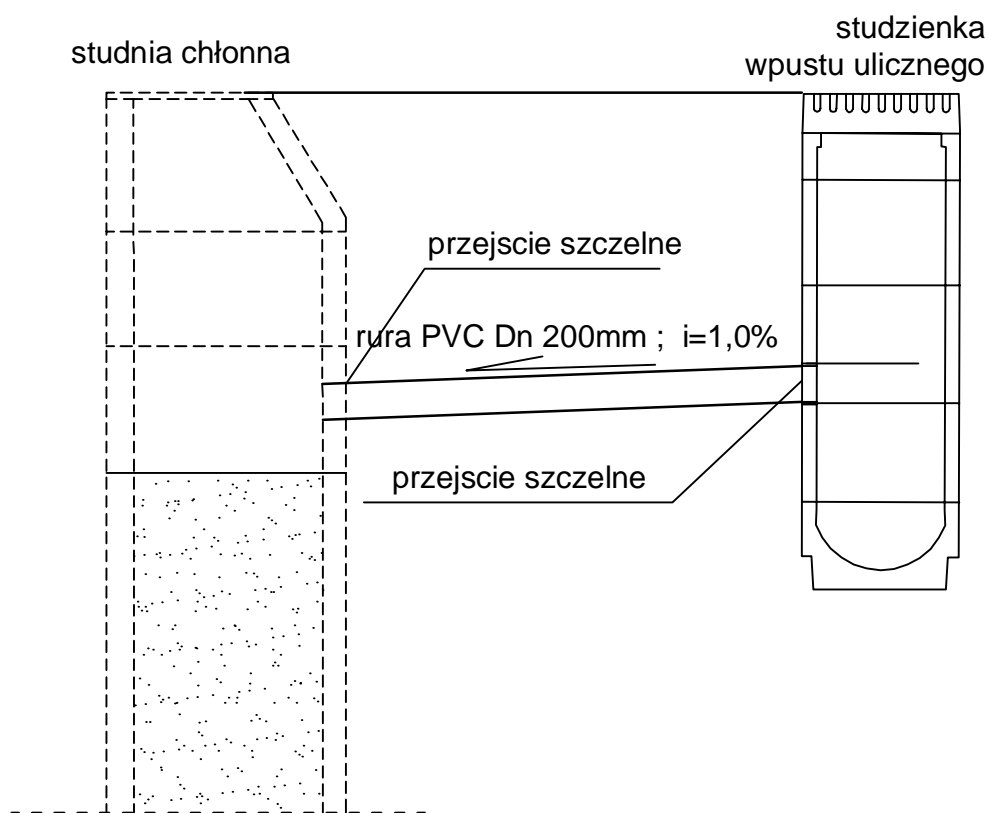 studnia chłonna
studzienka
wpustu ulicznego
przejscie szczelne
rura PVC Dn 200mm ; i=1,0%
przejscie szczelne